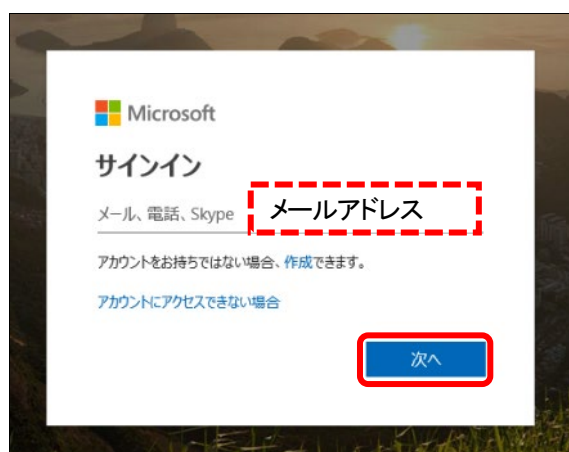 Microsoft
サインイン
メール、電話、Skype メールアドレス
アカウントをお持ちではない場合、作成できます。
アカウントにアクセスできない場合
次へ